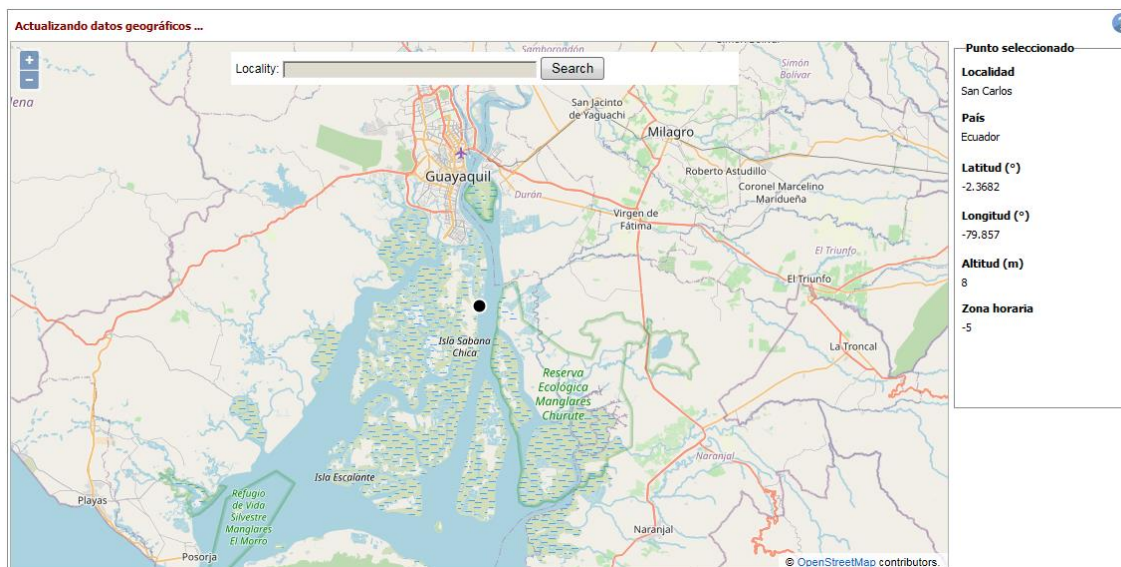 Actualizando datos geográficos ...
+
−
Locality:
Search
Samborondón
Simón
Bolívar
San Jacinto
de Yaguachi
Milagro
Roberto Astudillo
Coronel Marcelino
Maridueña
Guayaquil
Durán
Virgen de
Fátima
El Triunfo
El Triunfo
La Troncal
Isla Sabana
Chica
Reserva
Ecológica
Manglares
Churute
Naranjal
Isla Escalante
Playas
Refugio
de Vida
Silvestre
Manglares
El Morro
Posorja
Naranjal
© OpenStreetMap contributors.
Punto seleccionado
Localidad
San Carlos
País
Ecuador
Latitud (°)
-2.3682
Longitud (°)
-79.857
Altitud (m)
8
Zona horaria
-5